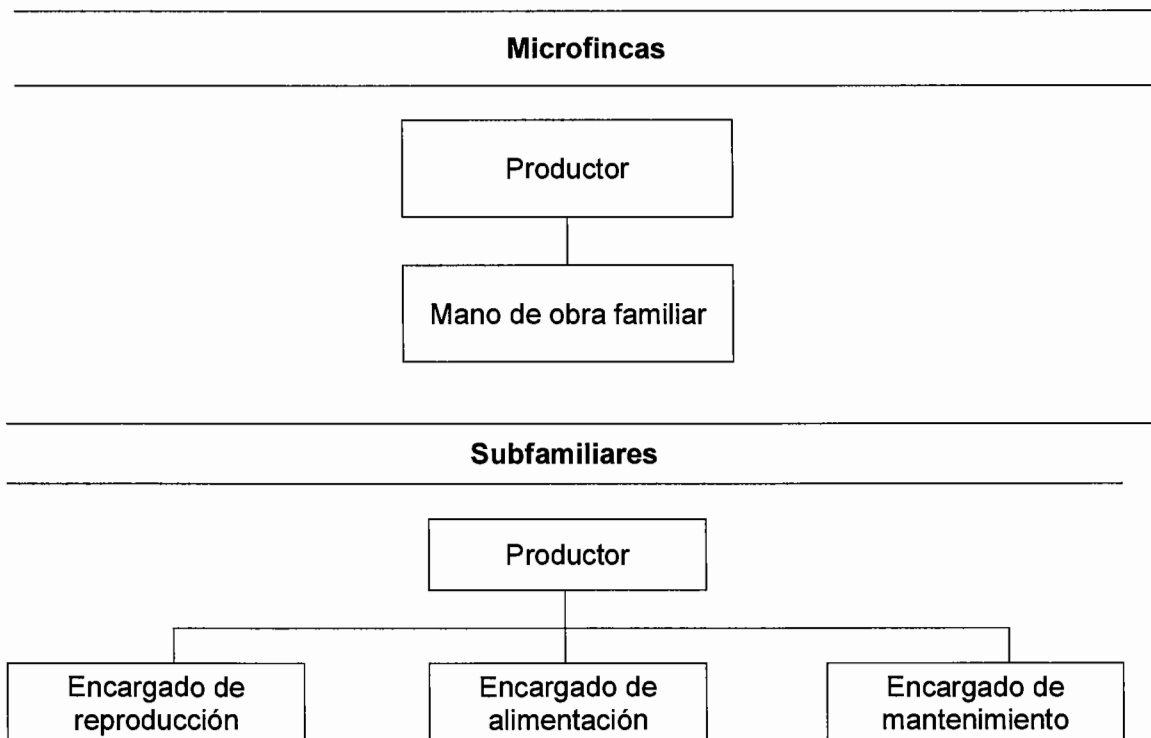 Microfincas
Productor
Mano de obra familiar
Subfamiliares
Productor
Encargado de
reproducción
Encargado de
alimentación
Encargado de
mantenimiento